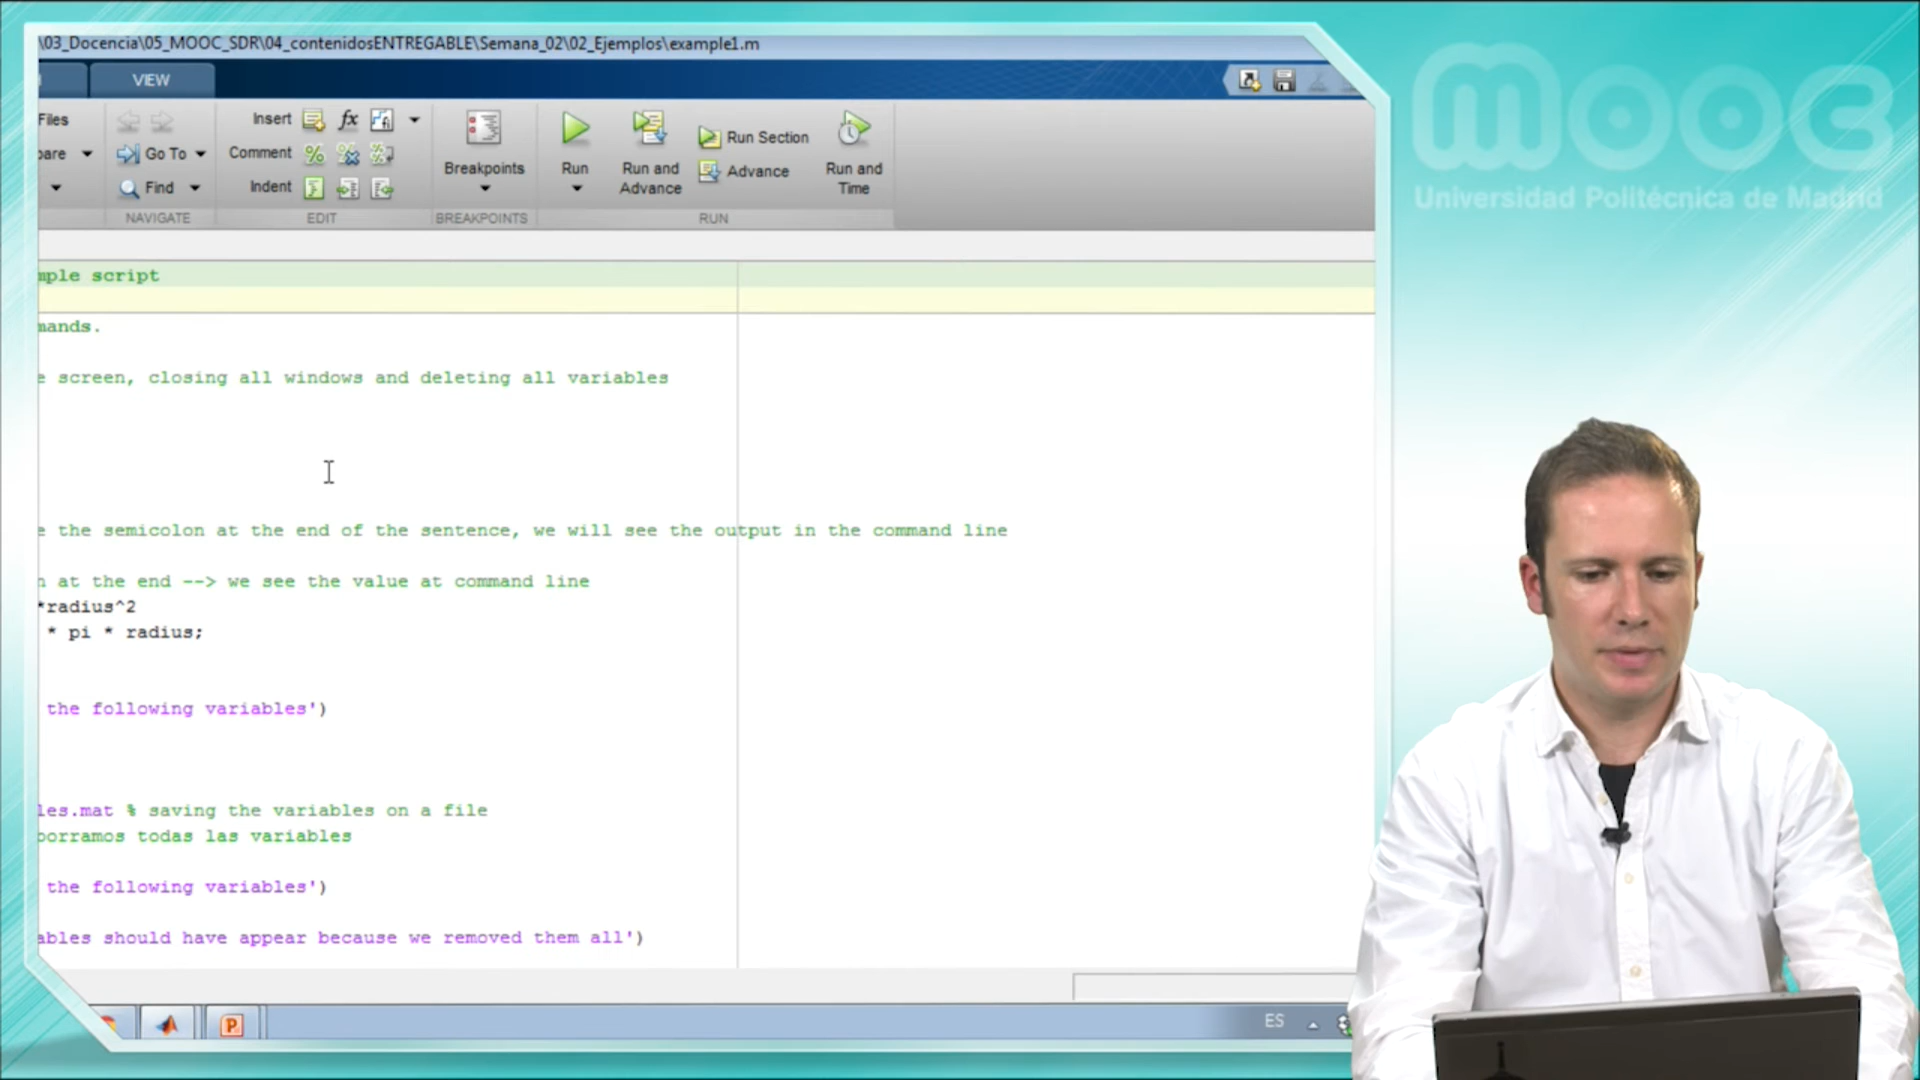 \03_Docencia\05_MOOC_SDR\04_contenidosENTREGABLE\Semana_02\02_Ejemplos\example1.m
VIEW
Files
Insert
fx
Go To
Comment
Breakpoints
Run
Run and Advance
Run Section
Advance
Run and Time
Find
Indent
NAVIGATE
EDIT
BREAKPOINTS
RUN
mple script
mands.
e screen, closing all windows and deleting all variables
e the semicolon at the end of the sentence, we will see the output in the command line
n at the end --> we see the value at command line
*radius^2
* pi * radius;
the following variables')
les.mat % saving the variables on a file
borramos todas las variables
the following variables')
ables should have appear because we removed them all')
ES
mooc
Universidad Politécnica de Madrid